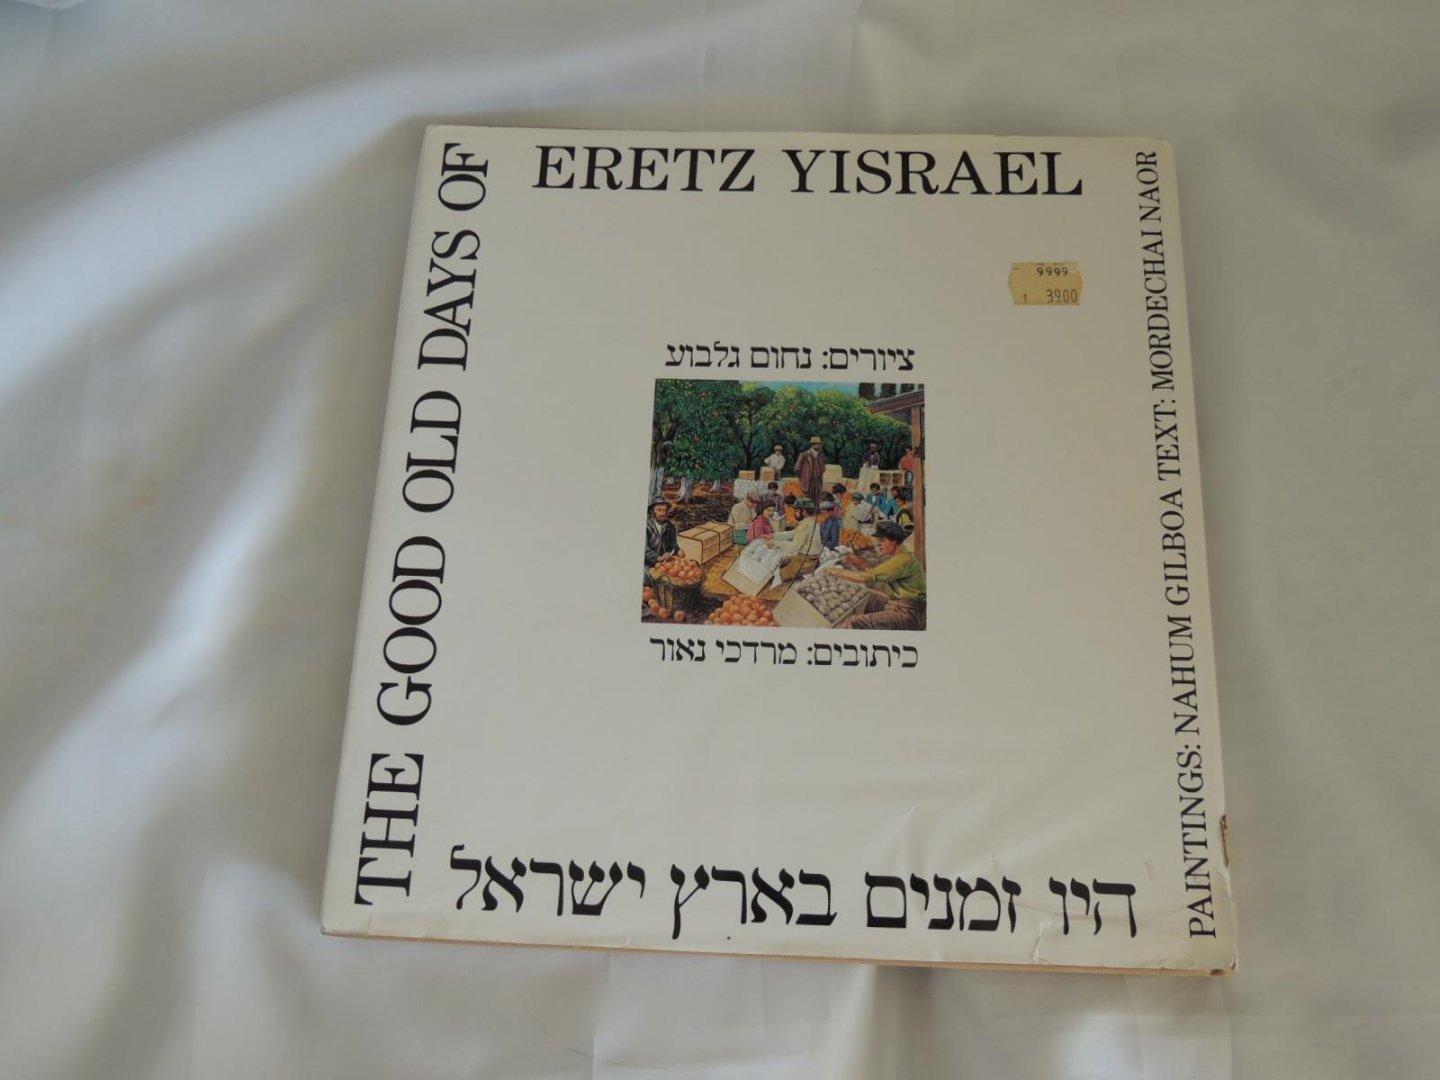 THE GOOD OLD DAYS OF
ERETZ YISRAEL
9999
1 39.00
ציורים: נחום גלבוע
כיתובים: מרדכי נאור
PAINTINGS: NAHUM GILBOA TEXT: MORDECHAI NAOR
היו זמנים בארץ ישראל